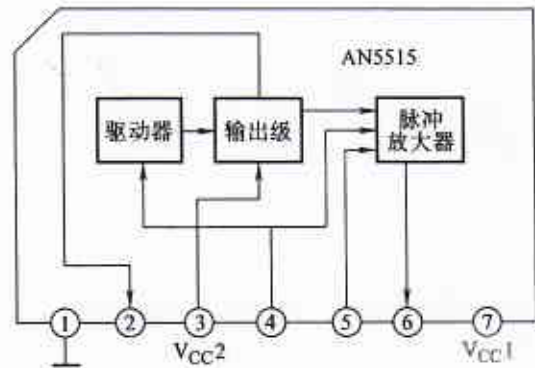 AN5515
驱动器
输出级
脉冲
放大器
① ② ③ ④ ⑤ ⑥ ⑦
VCC2
VCC1